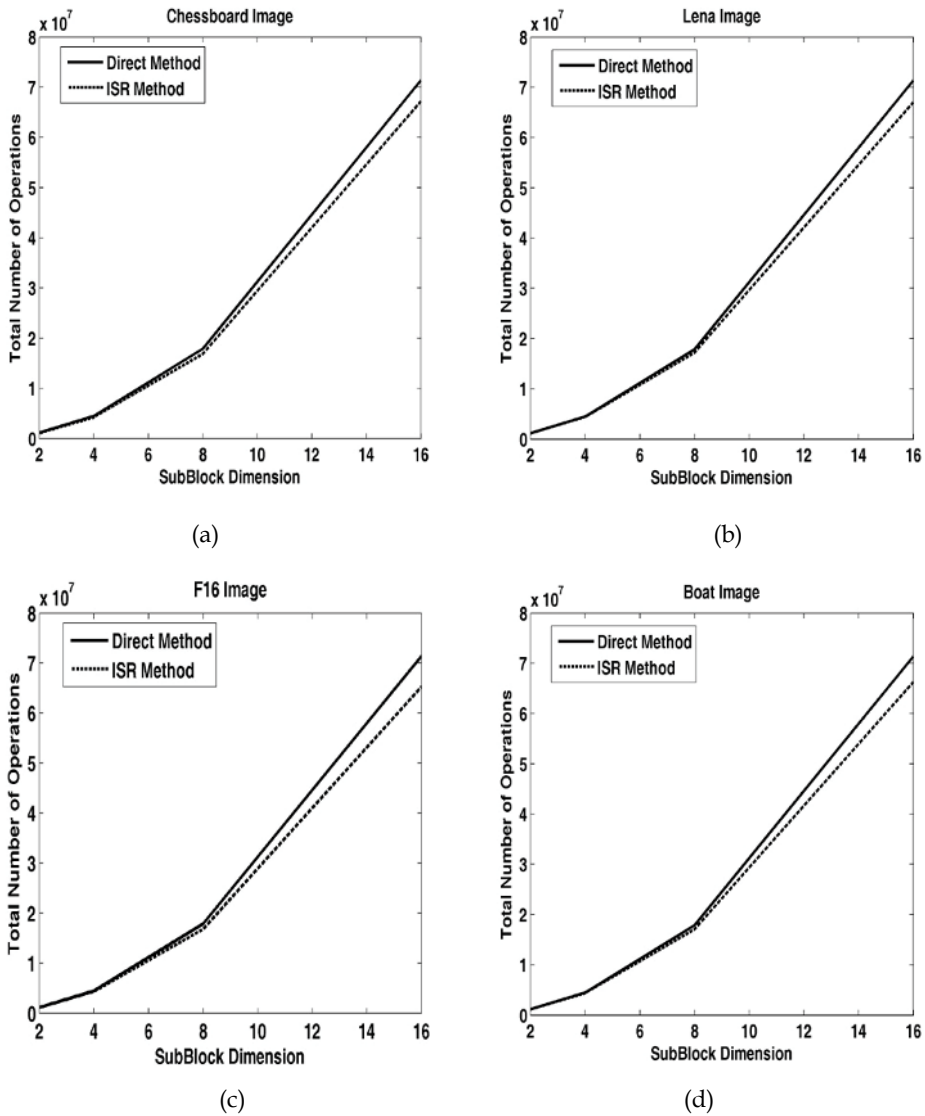 Chessboard Image
x 10^7
Direct Method
ISR Method
Total Number of Operations
8
7
6
5
4
3
2
1
0
2 4 6 8 10 12 14 16
SubBlock Dimension
(a)
Lena Image
x 10^7
Direct Method
ISR Method
Total Number of Operations
8
7
6
5
4
3
2
1
0
2 4 6 8 10 12 14 16
SubBlock Dimension
(b)
F16 Image
x 10^7
Direct Method
ISR Method
Total Number of Operations
8
7
6
5
4
3
2
1
0
2 4 6 8 10 12 14 16
SubBlock Dimension
(c)
Boat Image
x 10^7
Direct Method
ISR Method
Total Number of Operations
8
7
6
5
4
3
2
1
0
2 4 6 8 10 12 14 16
SubBlock Dimension
(d)